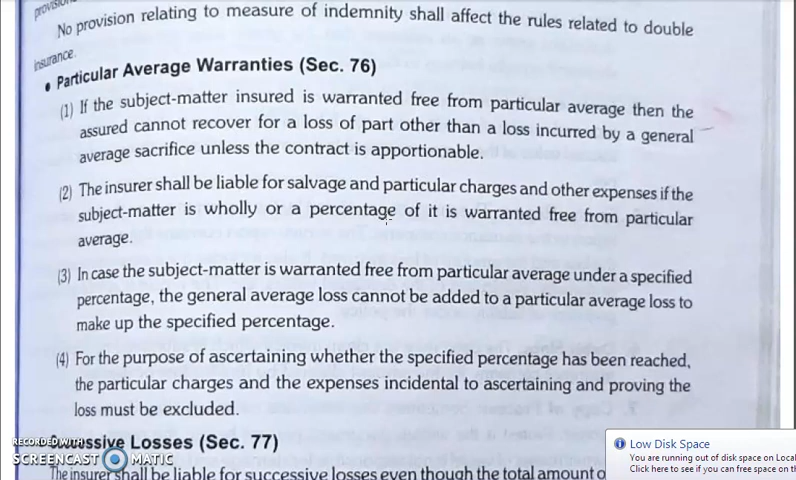 provision
No provision relating to measure of indemnity shall affect the rules related to double
insurance.
• Particular Average Warranties (Sec. 76)
(1) If the subject-matter insured is warranted free from particular average then the
assured cannot recover for a loss of part other than a loss incurred by a general
average sacrifice unless the contract is apportionable.
(2) The insurer shall be liable for salvage and particular charges and other expenses if the
subject-matter is wholly or a percentage of it is warranted free from particular
average.
(3) In case the subject-matter is warranted free from particular average under a specified
percentage, the general average loss cannot be added to a particular average loss to
make up the specified percentage.
(4) For the purpose of ascertaining whether the specified percentage has been reached,
the particular charges and the expenses incidental to ascertaining and proving the
loss must be excluded.
Successive Losses (Sec. 77)
The insurer shall be liable for successive losses even though the total amount o
RECORDED WITH
SCREENCAST MATIC
Low Disk Space
You are running out of disk space on Local
Click here to see if you can free space on th